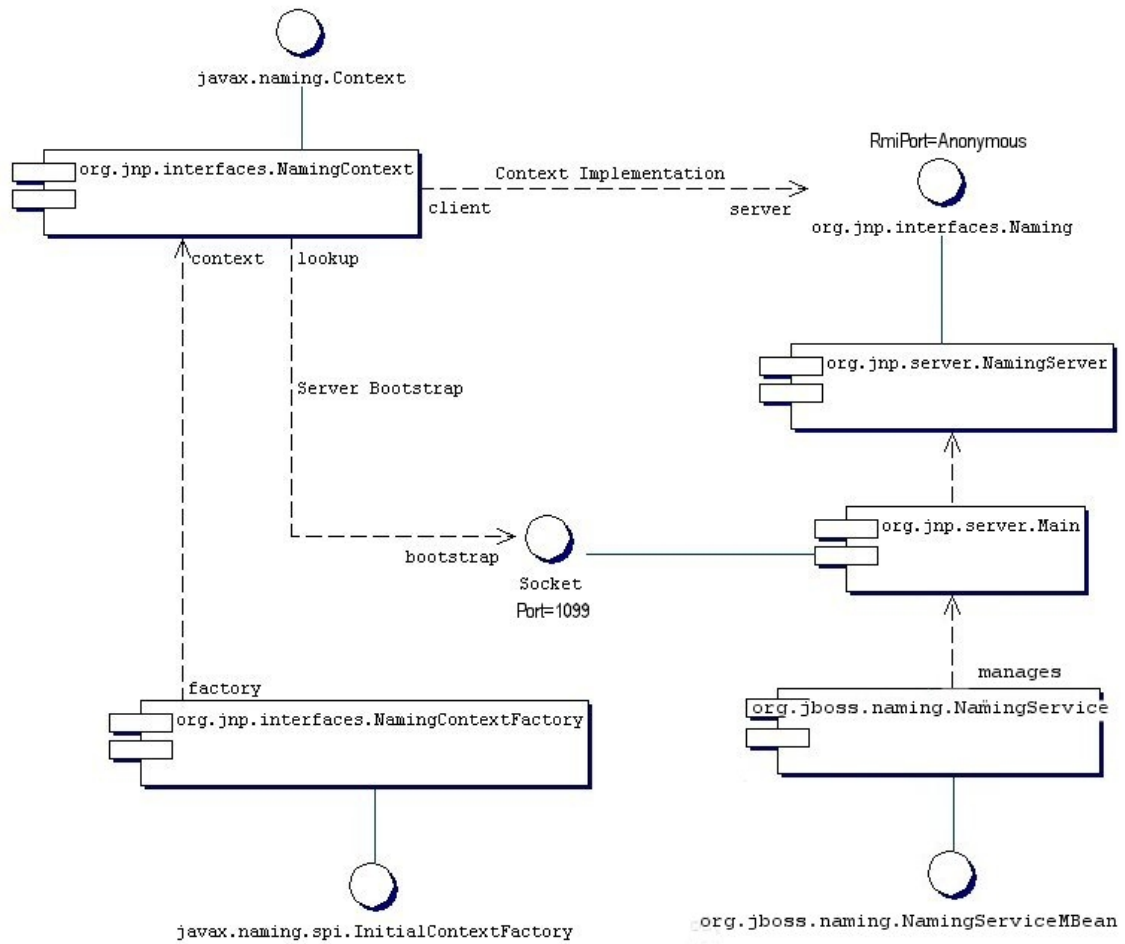 javax.naming.Context
org.jnp.interfaces.NamingContext
RmiPort=Anonymous
Context Implementation
client
server
org.jnp.interfaces.Naming
context
lookup
org.jnp.server.NamingServer
Server Bootstrap
org.jnp.server.Main
bootstrap
Socket
Port=1099
manages
factory
org.jboss.naming.NamingService
org.jnp.interfaces.NamingContextFactory
org.jboss.naming.NamingServiceMBean
javax.naming.spi.InitialContextFactory